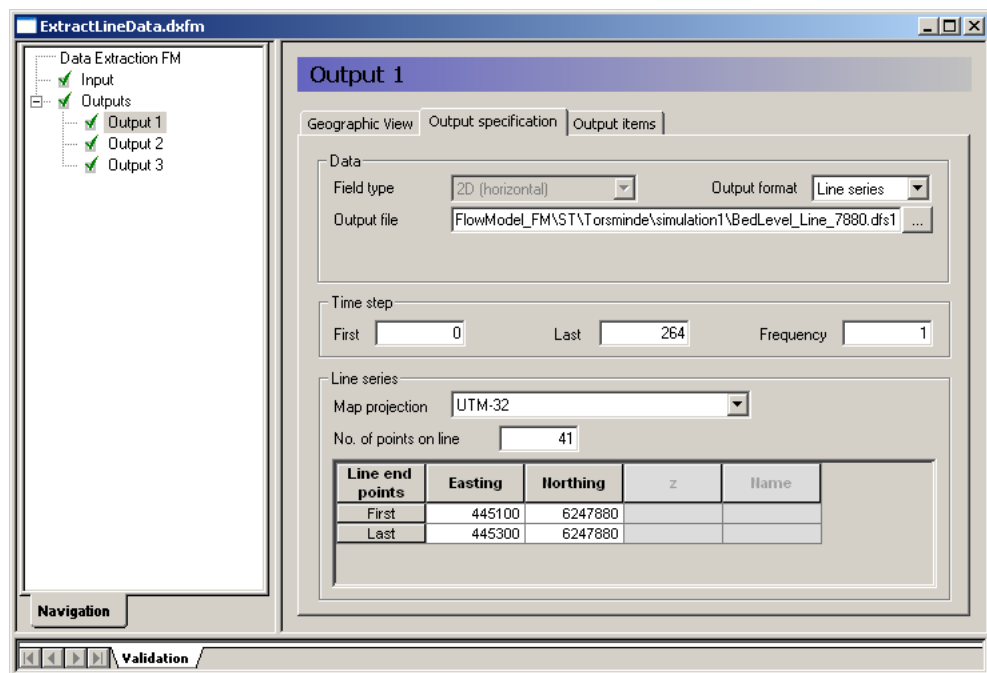 ExtractLineData.dxfm
Data Extraction FM
Input
Outputs
Output 1
Output 2
Output 3
Navigation
Output 1
Geographic View Output specification Output items
Data
Field type 2D (horizontal) Output format Line series
Output file FlowModel_FM\ST\Torsminde\simulation1\BedLevel_Line_7880.dfs1 ...
Time step
First 0 Last 264 Frequency 1
Line series
Map projection UTM-32
No. of points on line 41
Line end points Easting Northing z Name
First 445100 6247880
Last 445300 6247880
Validation